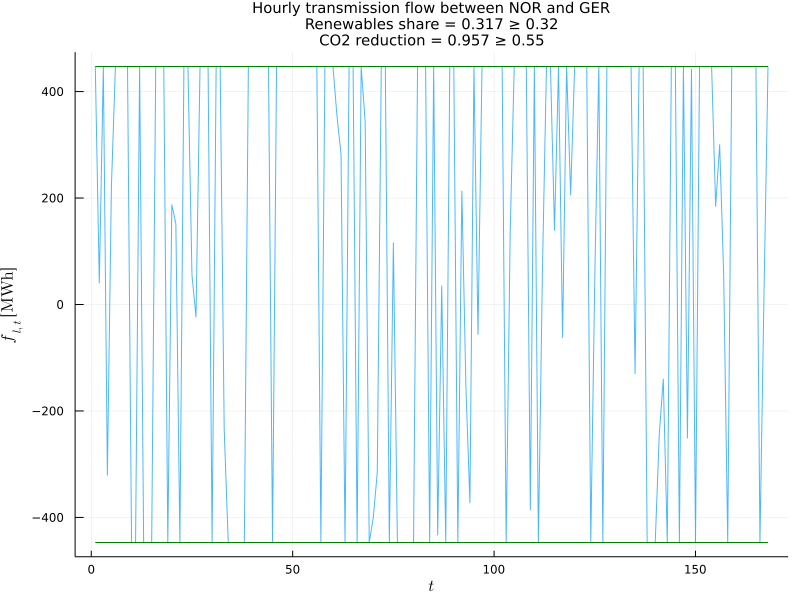 Hourly transmission flow between NOR and GER
Renewables share = 0.317 ≥ 0.32
CO2 reduction = 0.957 ≥ 0.55
f_{l,t} [MWh]
400
200
0
−200
−400
0
50
100
150
t